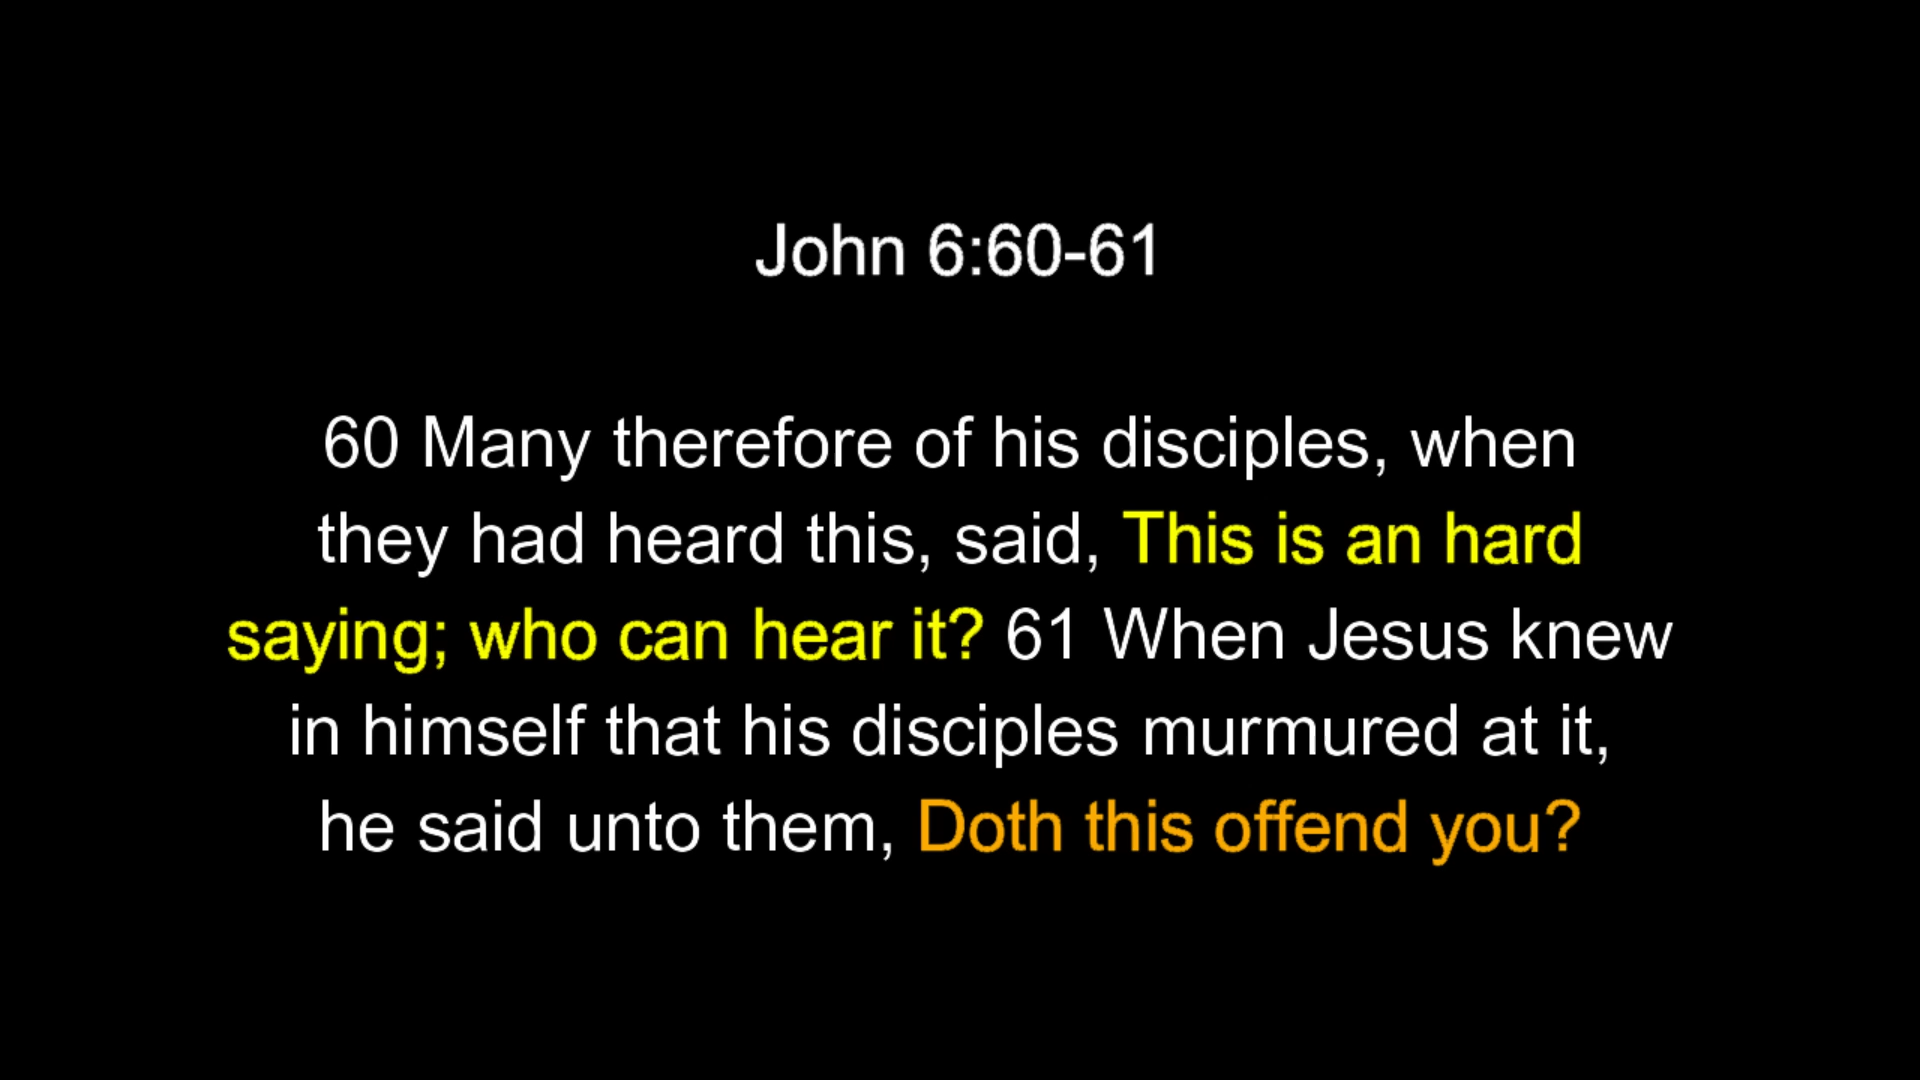 John 6:60-61
60 Many therefore of his disciples, when
they had heard this, said, This is an hard
saying; who can hear it? 61 When Jesus knew
in himself that his disciples murmured at it,
he said unto them, Doth this offend you?